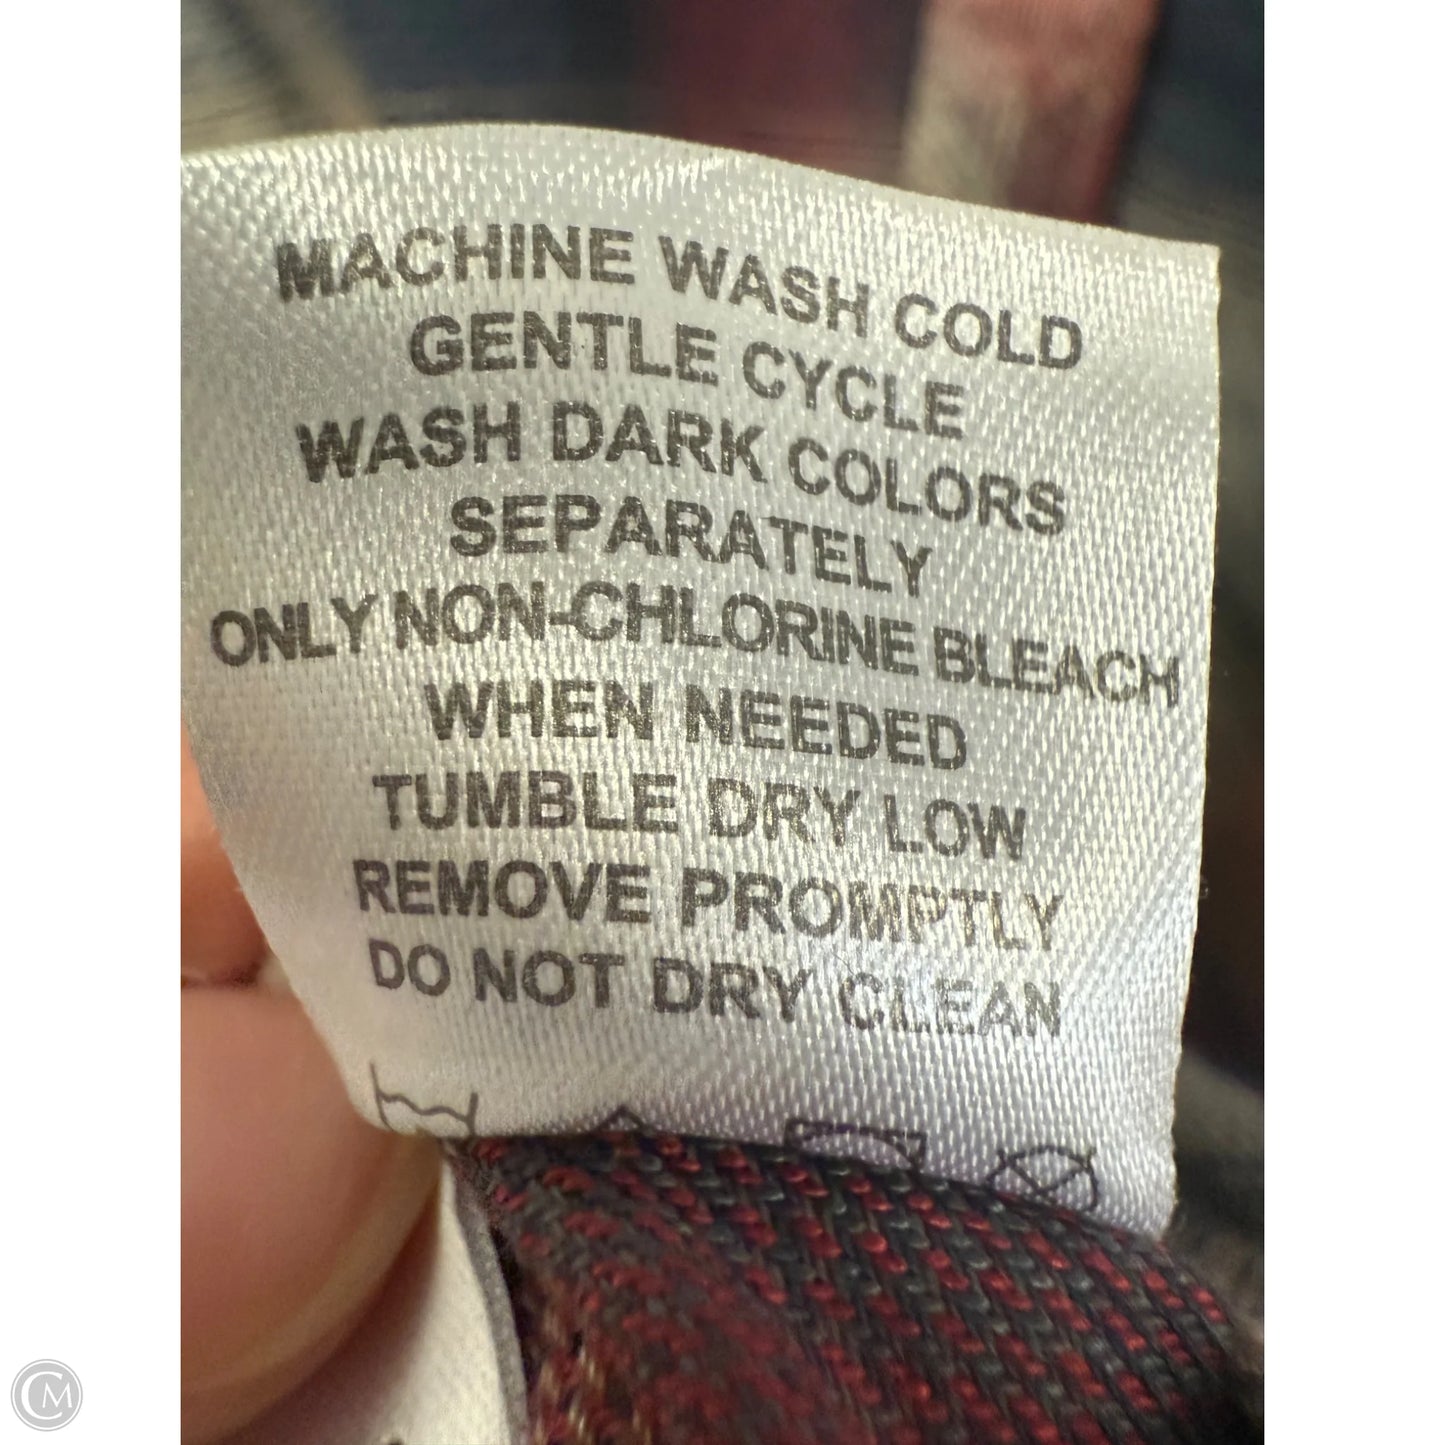 MACHINE WASH COLD
GENTLE CYCLE
WASH DARK COLORS
SEPARATELY
ONLY NON-CHLORINE BLEACH
WHEN NEEDED
TUMBLE DRY LOW
REMOVE PROMPTLY
DO NOT DRY CLEAN
CM